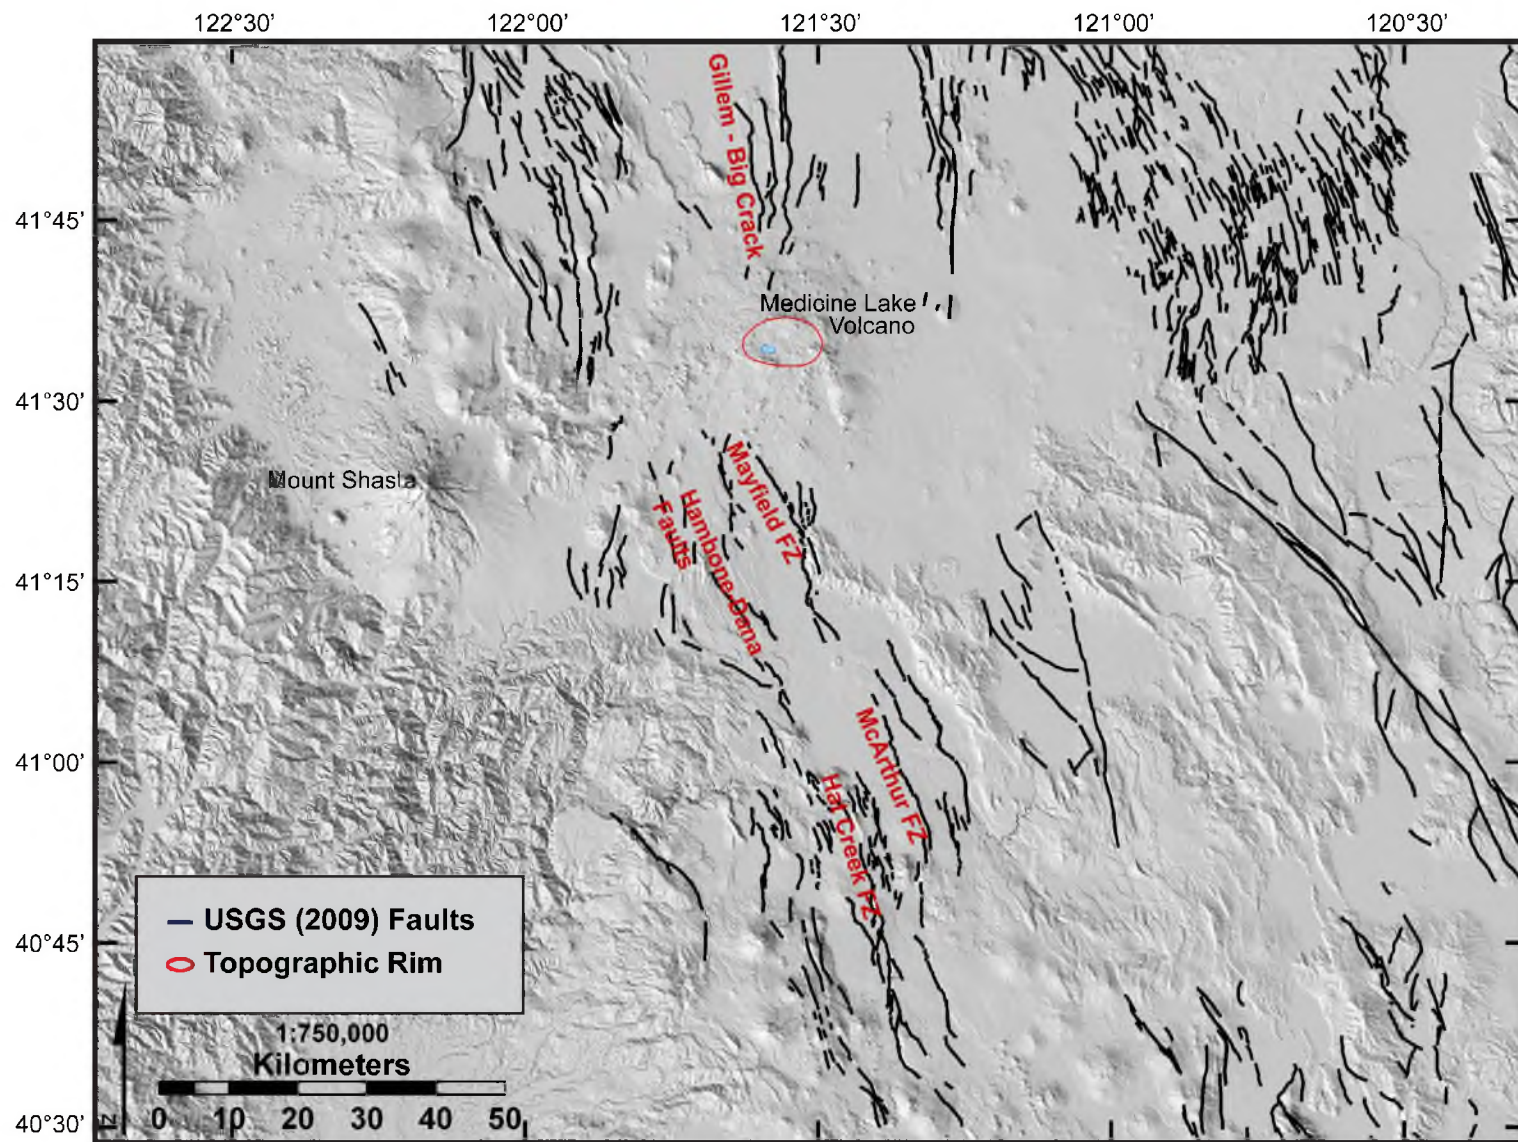 122°30’ 122°00’ 121°30’ 121°00’ 120°30’
41°45’
41°30’
41°15’
41°00’
40°45’
40°30’
Gillem - Big Crack
Medicine Lake
Volcano
Mount Shasta
Mayfield FZ
Hambone-Dana
Faults
McArthur FZ
Hat Creek FZ
USGS (2009) Faults
Topographic Rim
1:750,000
Kilometers
0 10 20 30 40 50
N